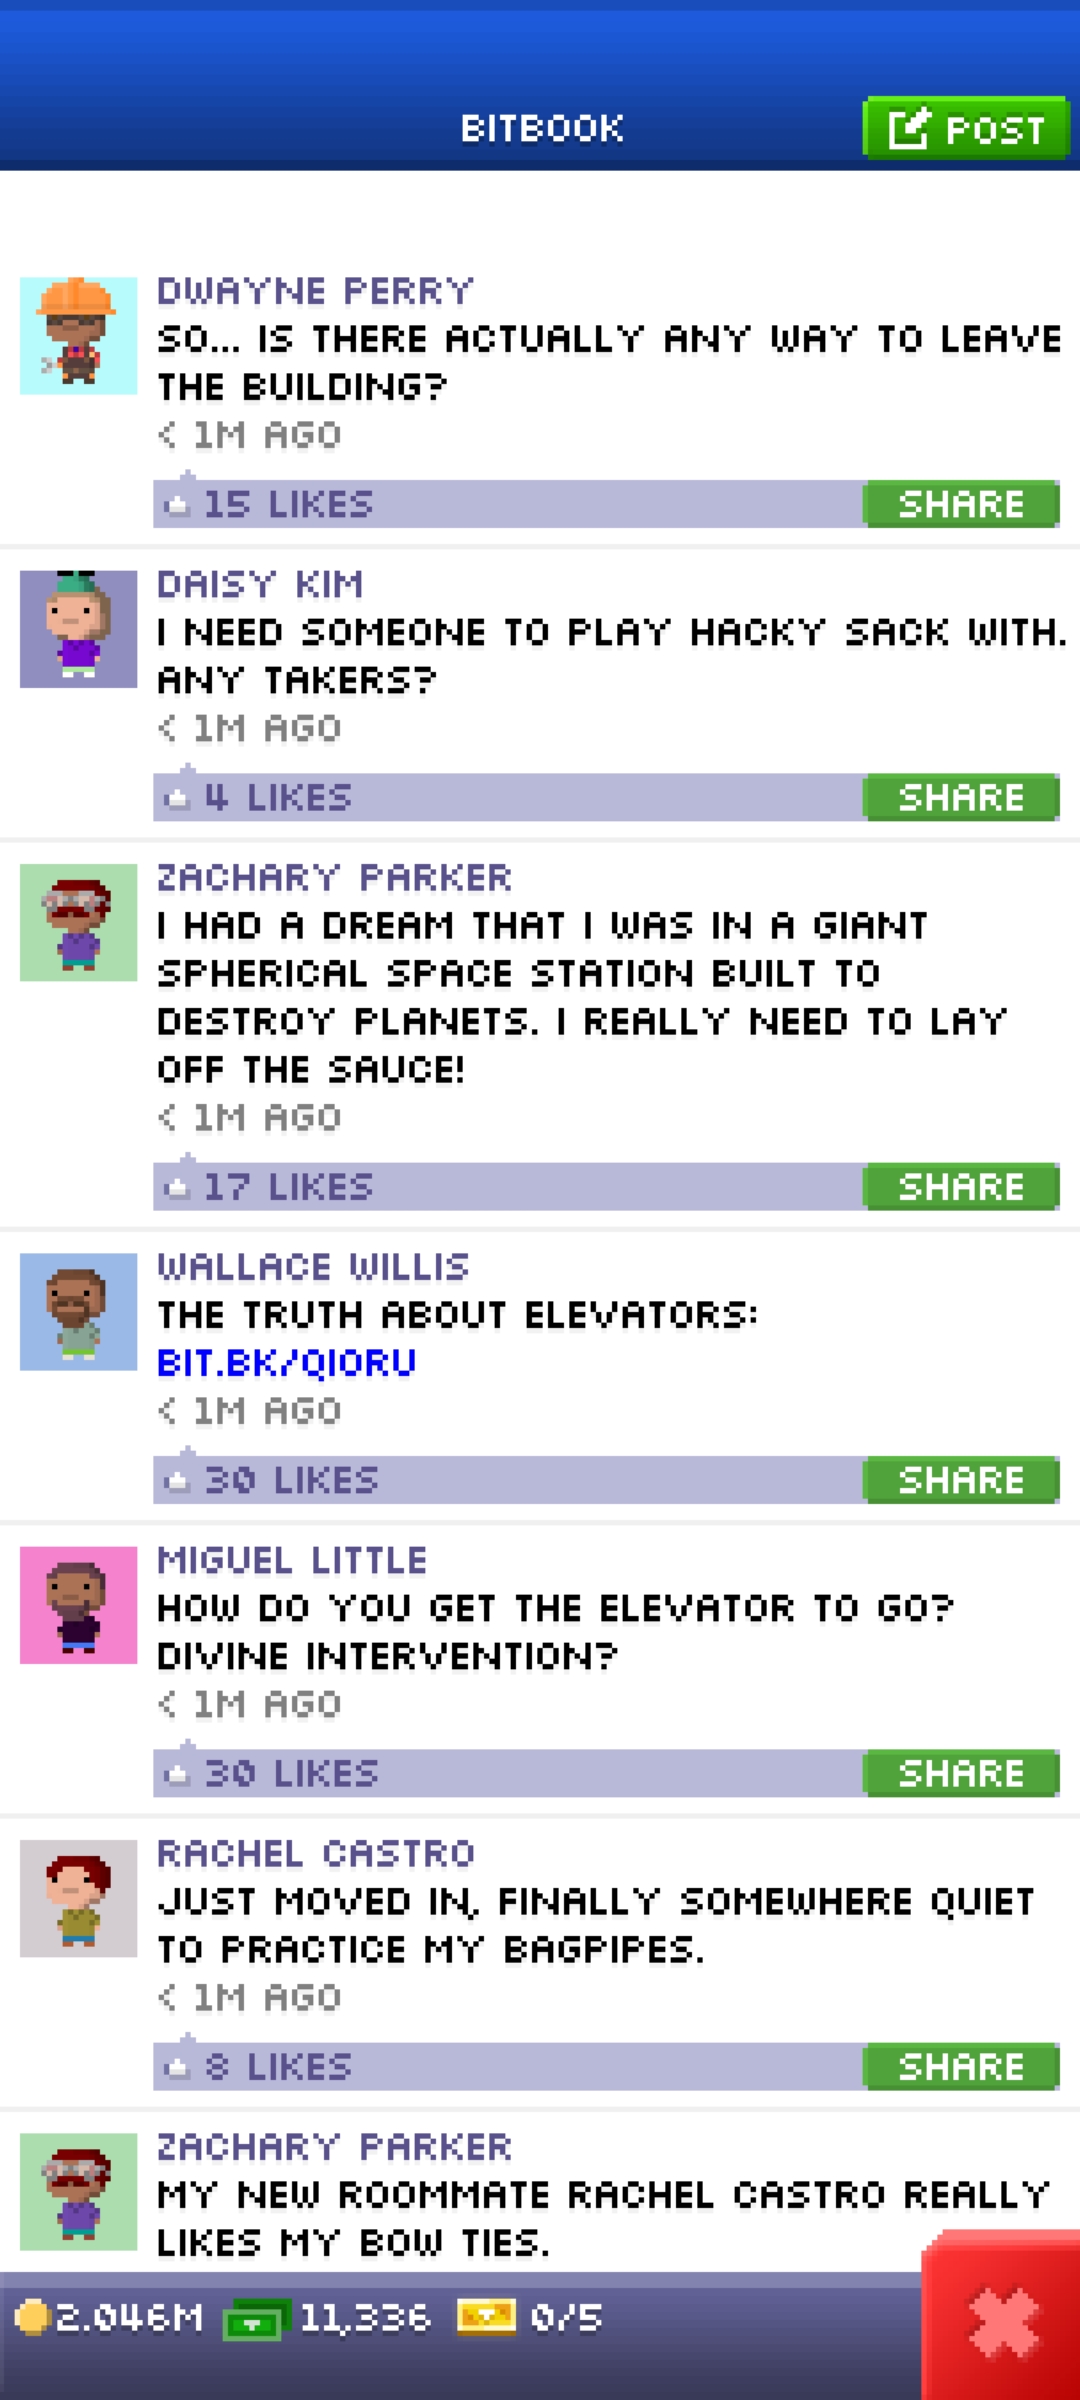 BITBOOK
POST
DWAYNE PERRY
SO... IS THERE ACTUALLY ANY WAY TO LEAVE
THE BUILDING?
< 1M AGO
15 LIKES
SHARE
DAISY KIM
I NEED SOMEONE TO PLAY HACKY SACK WITH.
ANY TAKERS?
< 1M AGO
4 LIKES
SHARE
ZACHARY PARKER
I HAD A DREAM THAT I WAS IN A GIANT
SPHERICAL SPACE STATION BUILT TO
DESTROY PLANETS. I REALLY NEED TO LAY
OFF THE SAUCE!
< 1M AGO
17 LIKES
SHARE
WALLACE WILLIS
THE TRUTH ABOUT ELEVATORS:
BIT.BK/QIORU
< 1M AGO
30 LIKES
SHARE
MIGUEL LITTLE
HOW DO YOU GET THE ELEVATOR TO GO?
DIVINE INTERVENTION?
< 1M AGO
30 LIKES
SHARE
RACHEL CASTRO
JUST MOVED IN, FINALLY SOMEWHERE QUIET
TO PRACTICE MY BAGPIPES.
< 1M AGO
8 LIKES
SHARE
ZACHARY PARKER
MY NEW ROOMMATE RACHEL CASTRO REALLY
LIKES MY BOW TIES.
2.046M 11,336 0/5